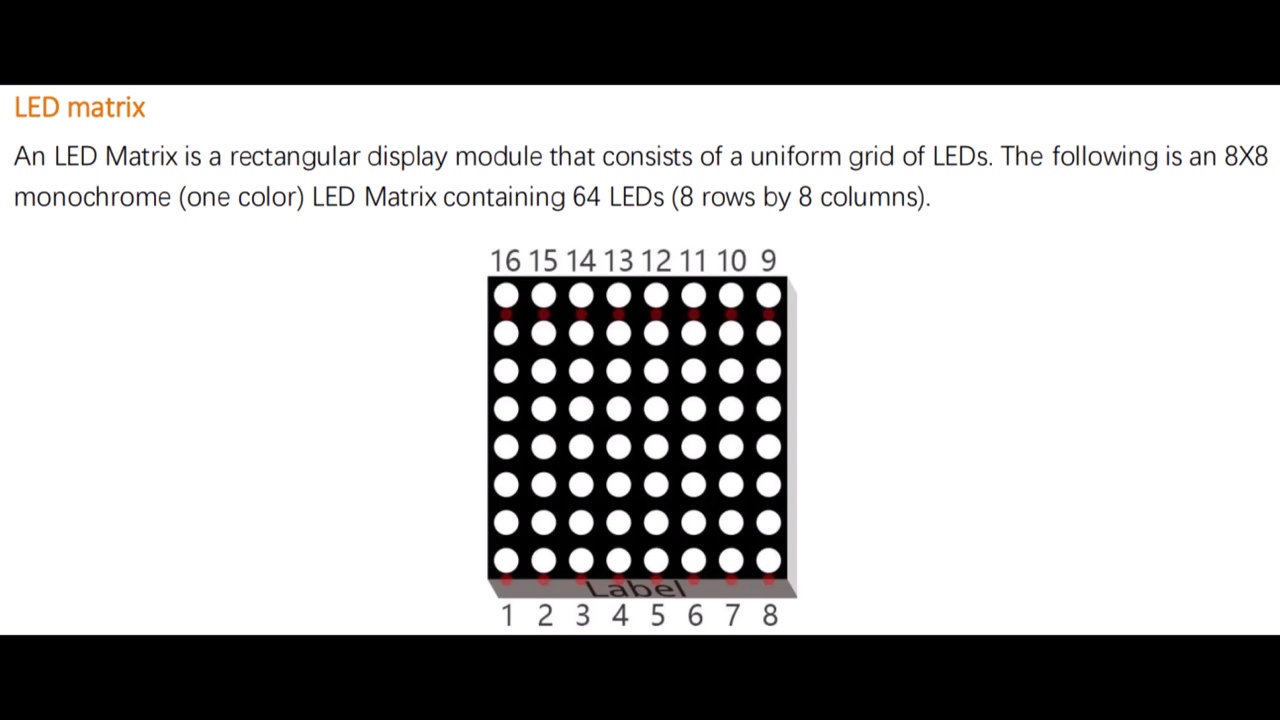 LED matrix
An LED Matrix is a rectangular display module that consists of a uniform grid of LEDs. The following is an 8X8
monochrome (one color) LED Matrix containing 64 LEDs (8 rows by 8 columns).
16 15 14 13 12 11 10 9
Label
1 2 3 4 5 6 7 8